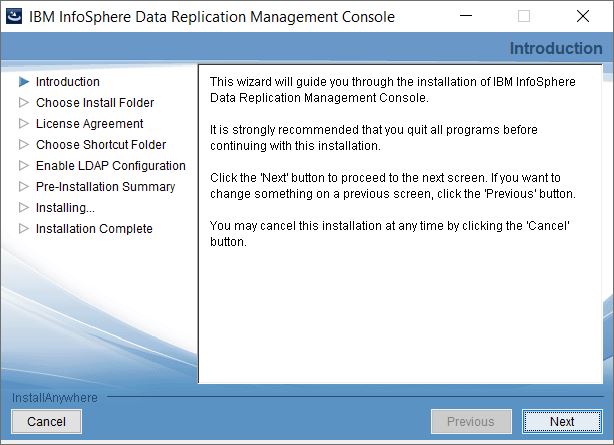 IBM InfoSphere Data Replication Management Console
Introduction
Introduction
Choose Install Folder
License Agreement
Choose Shortcut Folder
Enable LDAP Configuration
Pre-Installation Summary
Installing...
Installation Complete
This wizard will guide you through the installation of IBM InfoSphere
Data Replication Management Console.
It is strongly recommended that you quit all programs before
continuing with this installation.
Click the 'Next' button to proceed to the next screen. If you want to
change something on a previous screen, click the 'Previous' button.
You may cancel this installation at any time by clicking the 'Cancel'
button.
InstallAnywhere
Cancel
Previous
Next